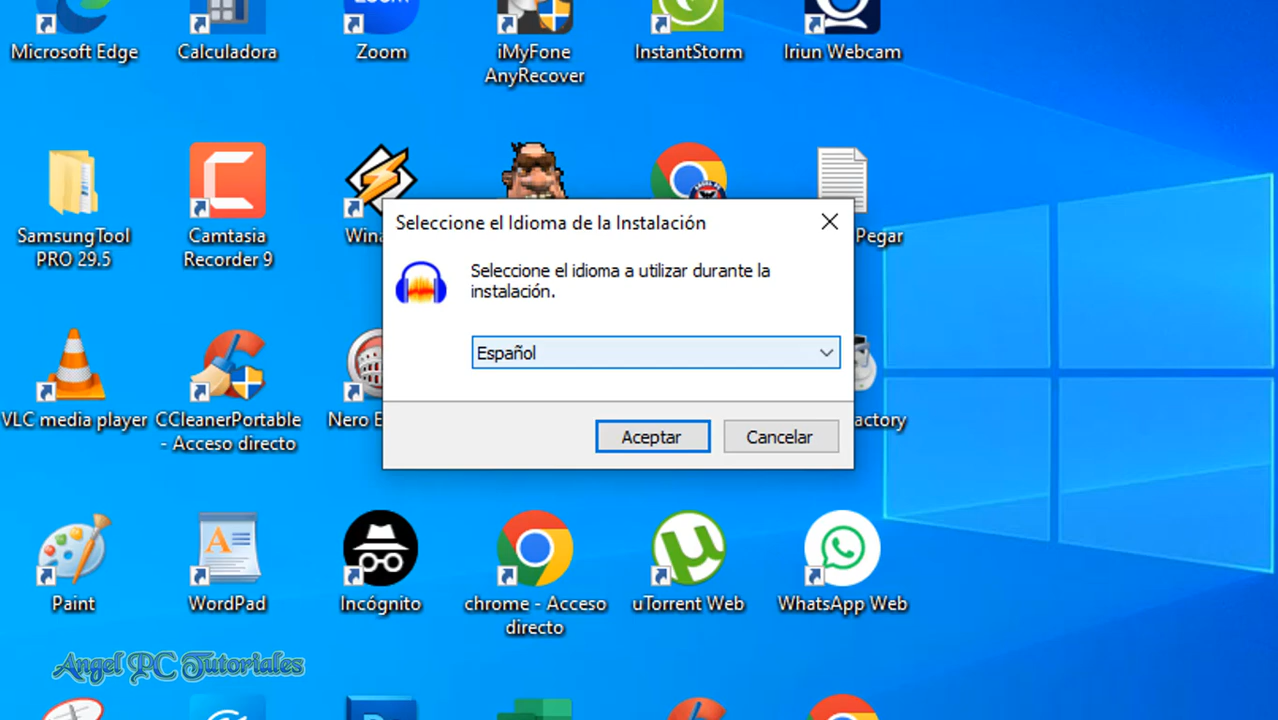 Microsoft Edge
Calculadora
Zoom
iMyFone
AnyRecover
InstantStorm
Iriun Webcam
SamsungTool
PRO 29.5
Camtasia
Recorder 9
Pegar
Seleccione el Idioma de la Instalación
Seleccione el idioma a utilizar durante la
instalación.
Español
Aceptar
Cancelar
VLC media player
CCleanerPortable
- Acceso directo
Nero
Paint
WordPad
Incógnito
chrome - Acceso
directo
uTorrent Web
WhatsApp Web
Angel PC Tutoriales